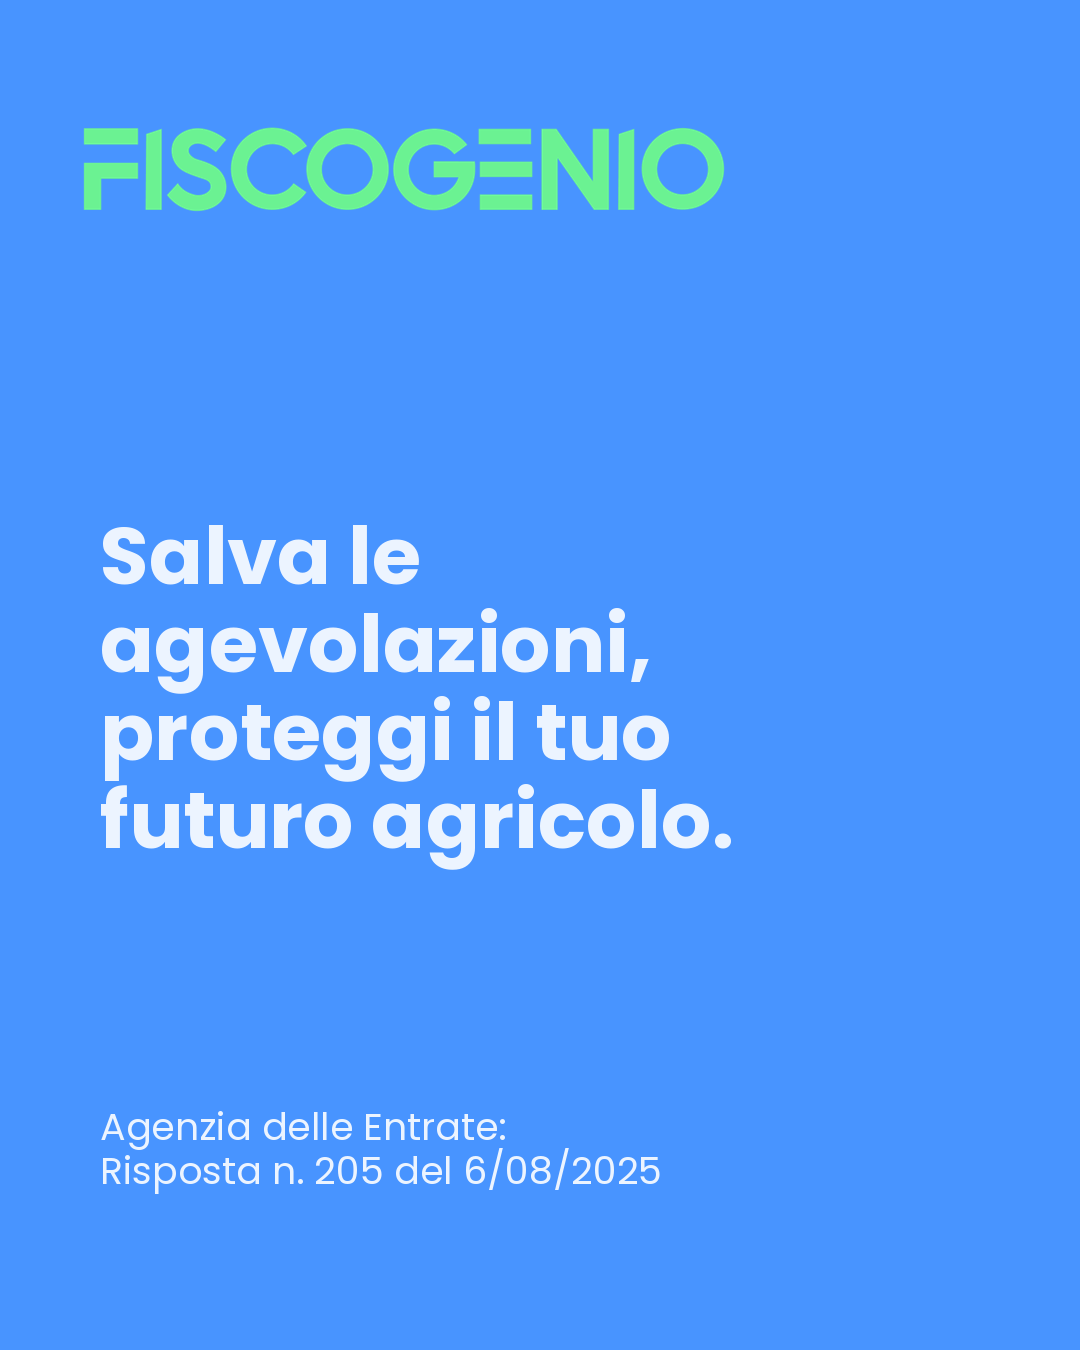 FISCOGENIO
Salva le
agevolazioni,
proteggi il tuo
futuro agricolo.
Agenzia delle Entrate:
Risposta n. 205 del 6/08/2025